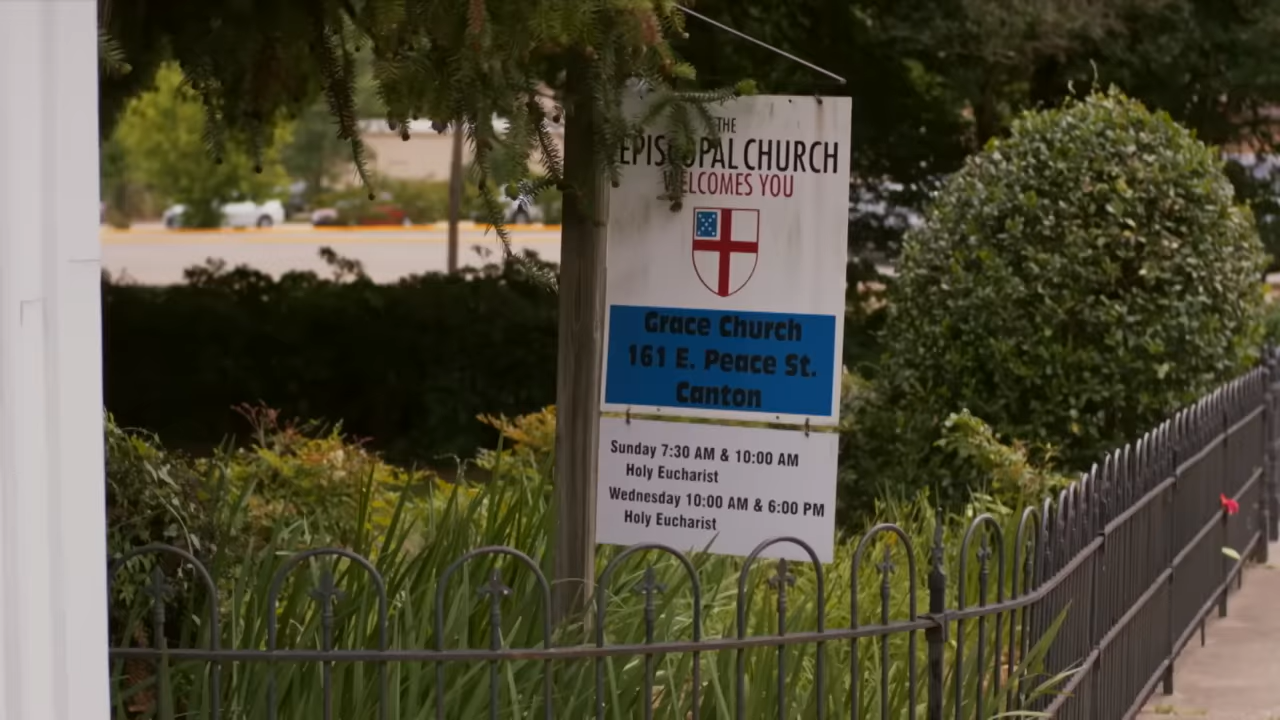 THE
EPISCOPAL CHURCH
WELCOMES YOU
Grace Church
161 E. Peace St.
Canton
Sunday 7:30 AM & 10:00 AM
Holy Eucharist
Wednesday 10:00 AM & 6:00 PM
Holy Eucharist